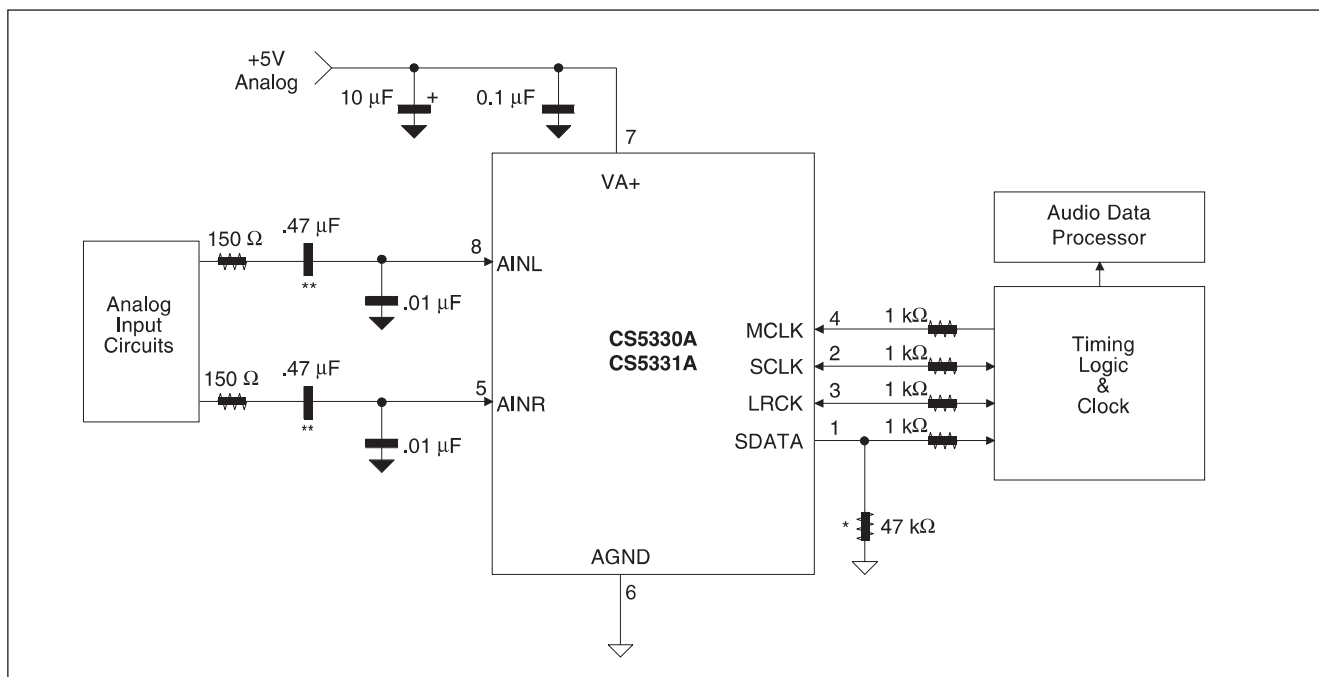 +5V
Analog
10 µF
+
0.1 µF
7
VA+
150 Ω
.47 µF
**
8
AINL
.01 µF
Analog
Input
Circuits
150 Ω
.47 µF
**
5
AINR
.01 µF
CS5330A
CS5331A
Audio Data
Processor
MCLK
4
1 kΩ
SCLK
2
1 kΩ
LRCK
3
1 kΩ
SDATA
1
1 kΩ
Timing
Logic
&
Clock
*
47 kΩ
AGND
6